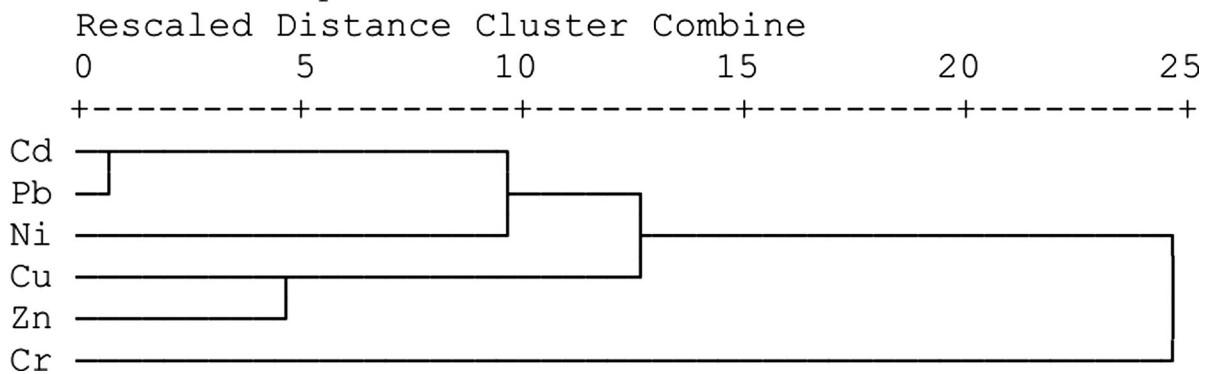 Rescaled Distance Cluster Combine
0 5 10 15 20 25
+---------+---------+---------+---------+---------+
Cd
Pb
Ni
Cu
Zn
Cr